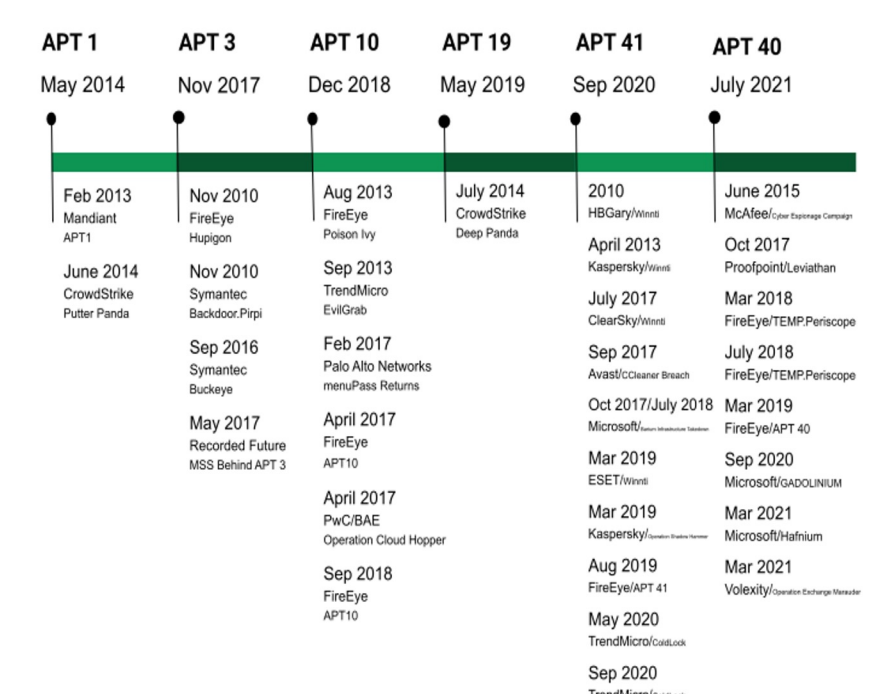 APT 1
May 2014
Feb 2013
Mandiant
APT1
June 2014
CrowdStrike
Putter Panda
APT 3
Nov 2017
Nov 2010
FireEye
Hupigon
Nov 2010
Symantec
Backdoor.Pirpi
Sep 2016
Symantec
Buckeye
May 2017
Recorded Future
MSS Behind APT 3
APT 10
Dec 2018
Aug 2013
FireEye
Poison Ivy
Sep 2013
TrendMicro
EvilGrab
Feb 2017
Palo Alto Networks
menuPass Returns
April 2017
FireEye
APT10
April 2017
PwC/BAE
Operation Cloud Hopper
Sep 2018
FireEye
APT10
APT 19
May 2019
July 2014
CrowdStrike
Deep Panda
APT 41
Sep 2020
2010
HBGary/Winnti
April 2013
Kaspersky/Winnti
July 2017
ClearSky/Winnti
Sep 2017
Avast/CCleaner Breach
Oct 2017/July 2018
Microsoft/Barium Infrastructure Takedown
Mar 2019
ESET/Winnti
Mar 2019
Kaspersky/Operation Shadow Hammer
Aug 2019
FireEye/APT 41
May 2020
TrendMicro/ColdLock
Sep 2020
TrendMicro/
APT 40
July 2021
June 2015
McAfee/Cyber Espionage Campaign
Oct 2017
Proofpoint/Leviathan
Mar 2018
FireEye/TEMP.Periscope
July 2018
FireEye/TEMP.Periscope
Mar 2019
FireEye/APT 40
Sep 2020
Microsoft/GADOLINIUM
Mar 2021
Microsoft/Hafnium
Mar 2021
Volexity/Operation Exchange Marauder